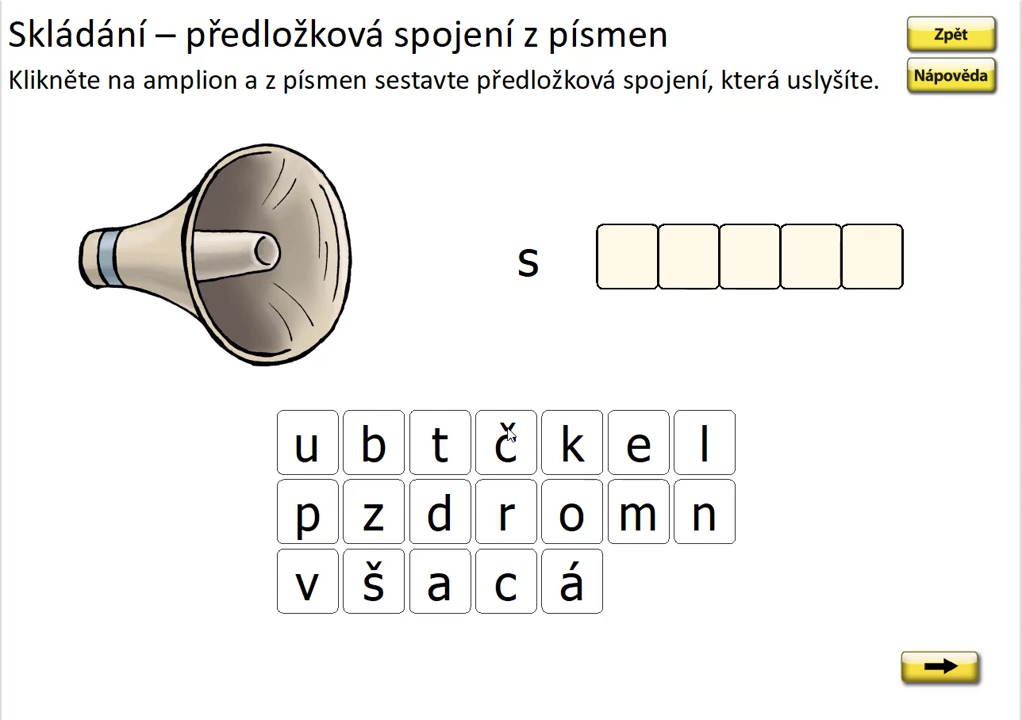 Skládání – předložková spojení z písmen
Zpět
Klikněte na amplion a z písmen sestavte předložková spojení, která uslyšíte.
Nápověda
s
u b t č k e l
p z d r o m n
v š a c á